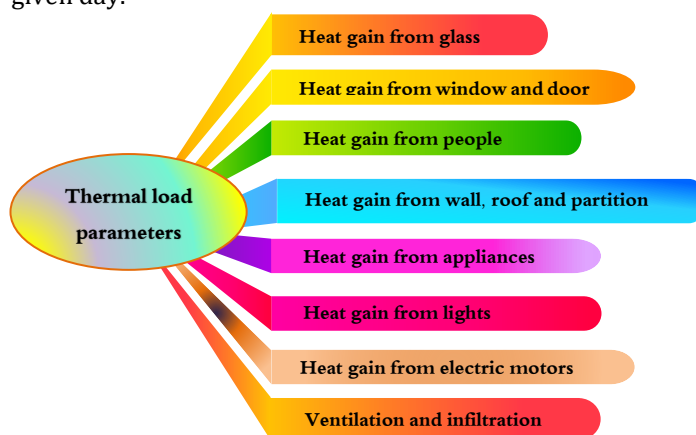 given day.
Heat gain from glass
Heat gain from window and door
Heat gain from people
Thermal load
parameters
Heat gain from wall, roof and partition
Heat gain from appliances
Heat gain from lights
Heat gain from electric motors
Ventilation and infiltration